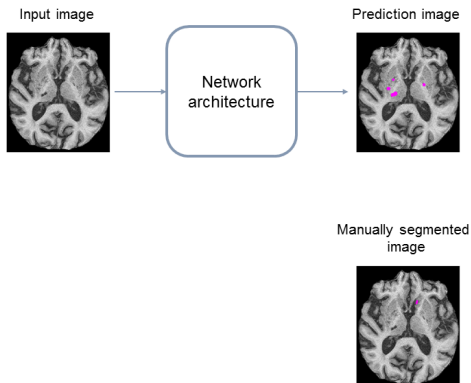 Input image
Prediction image
Network
architecture
Manually segmented
image